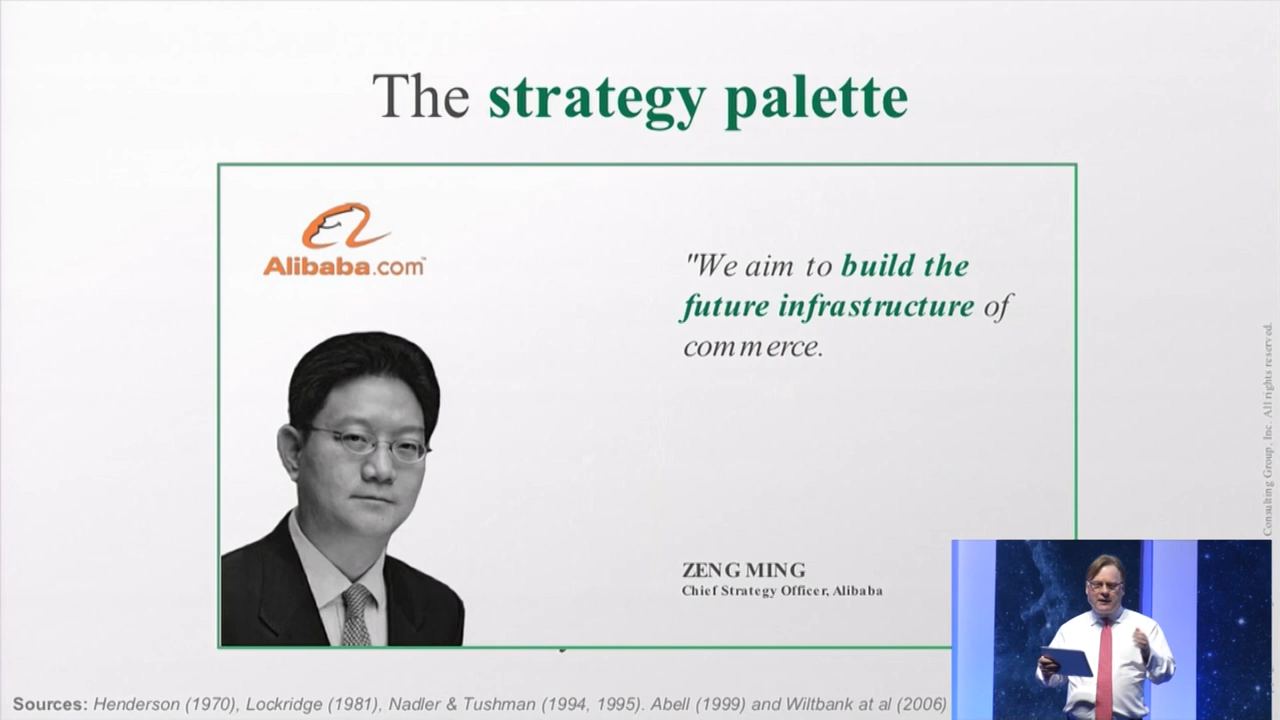 The strategy palette
Alibaba.com
"We aim to build the
future infrastructure of
commerce.
ZENG MING
Chief Strategy Officer, Alibaba
Consulting Group, Inc. All rights reserved.
Sources: Henderson (1970), Lockridge (1981), Nadler & Tushman (1994, 1995). Abell (1999) and Wiltbank at al (2006)